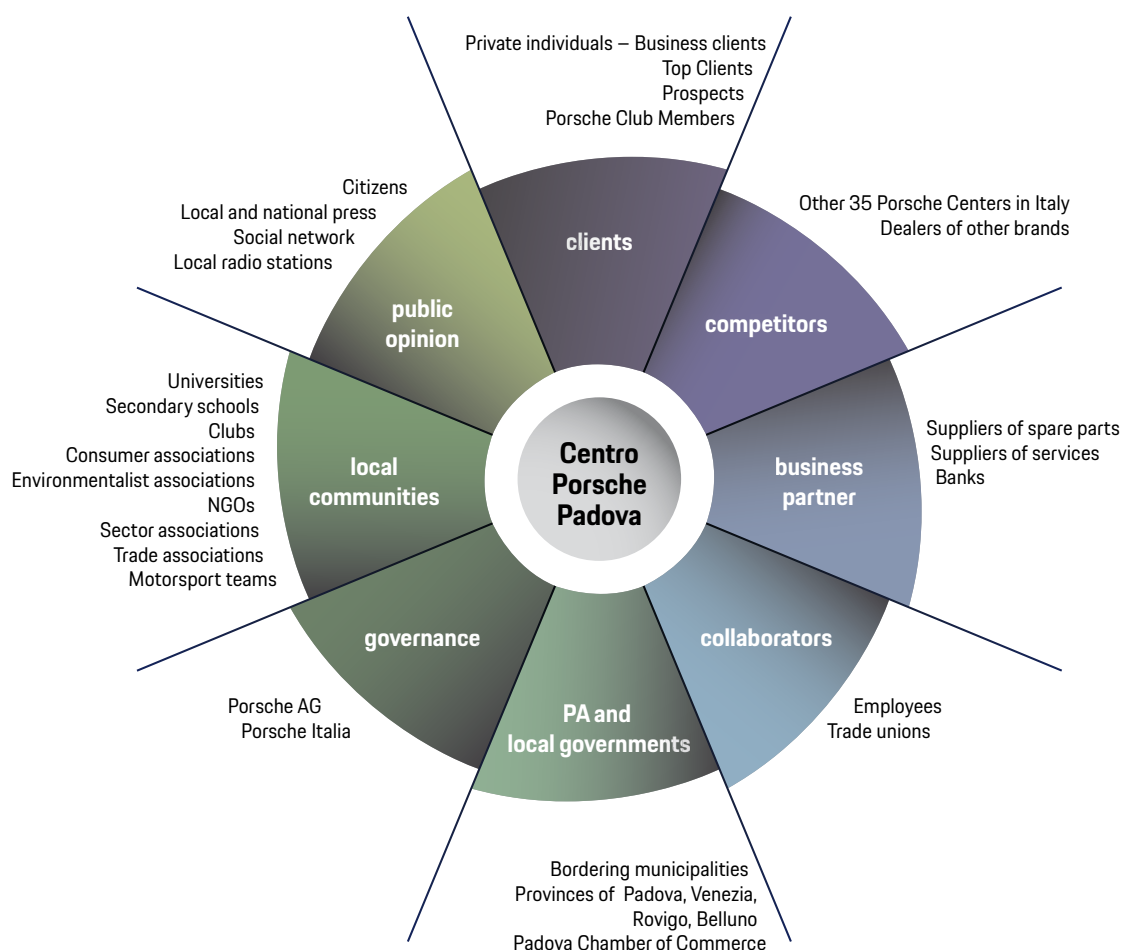 Private individuals – Business clients
Top Clients
Prospects
Porsche Club Members
clients
Other 35 Porsche Centers in Italy
Dealers of other brands
competitors
Suppliers of spare parts
Suppliers of services
Banks
business
partner
Employees
Trade unions
collaborators
Bordering municipalities
Provinces of Padova, Venezia,
Rovigo, Belluno
Padova Chamber of Commerce
PA and
local governments
Porsche AG
Porsche Italia
governance
Universities
Secondary schools
Clubs
Consumer associations
Environmentalist associations
NGOs
Sector associations
Trade associations
Motorsport teams
local
communities
Citizens
Local and national press
Social network
Local radio stations
public
opinion
Centro
Porsche
Padova